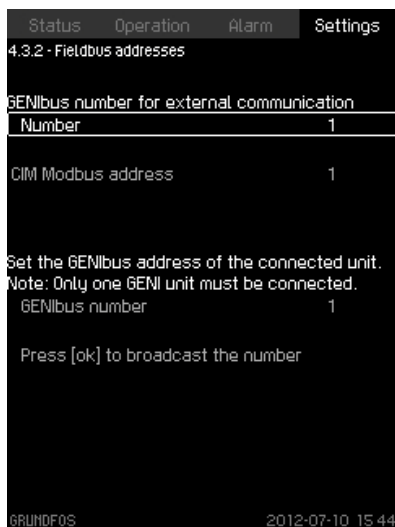 Status Operation Alarm Settings
4.3.2 - Fieldbus addresses
GENIbus number for external communication
Number 1
CIM Modbus address 1
Set the GENIbus address of the connected unit.
Note: Only one GENI unit must be connected.
GENIbus number 1
Press [ok] to broadcast the number
GRUNDFOS 2012-07-10 15:44